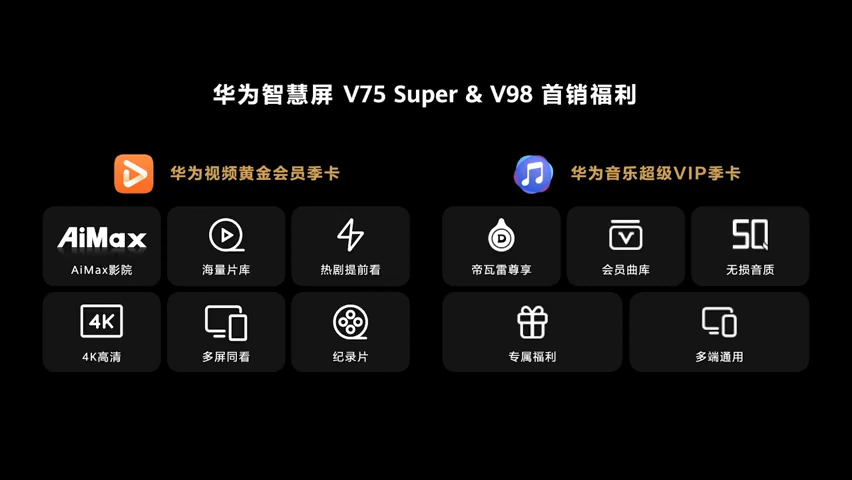 华为智慧屏 V75 Super & V98 首销福利
华为视频黄金会员季卡
AiMax
AiMax影院
海量片库
热剧提前看
4K
4K高清
多屏同看
纪录片
华为音乐超级VIP季卡
D
帝瓦雷尊享
V
会员曲库
SQ
无损音质
专属福利
多端通用